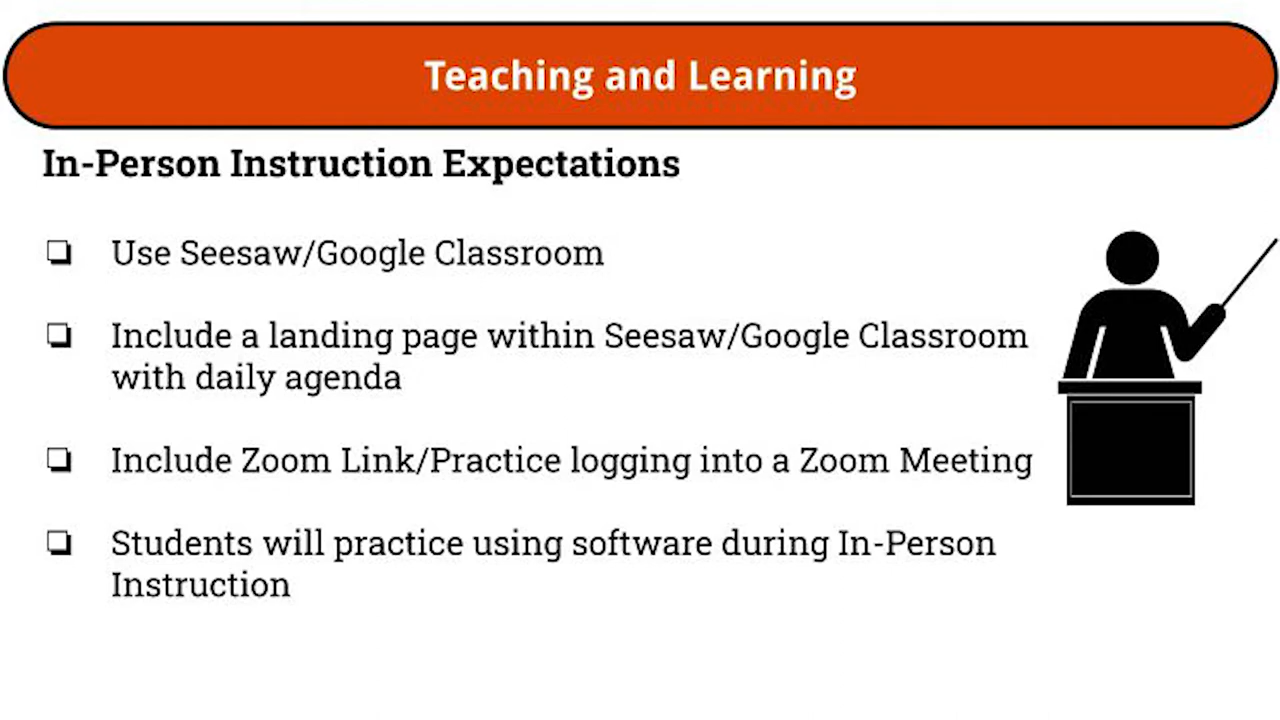 Teaching and Learning
In-Person Instruction Expectations
❏ Use Seesaw/Google Classroom
❏ Include a landing page within Seesaw/Google Classroom
with daily agenda
❏ Include Zoom Link/Practice logging into a Zoom Meeting
❏ Students will practice using software during In-Person
Instruction